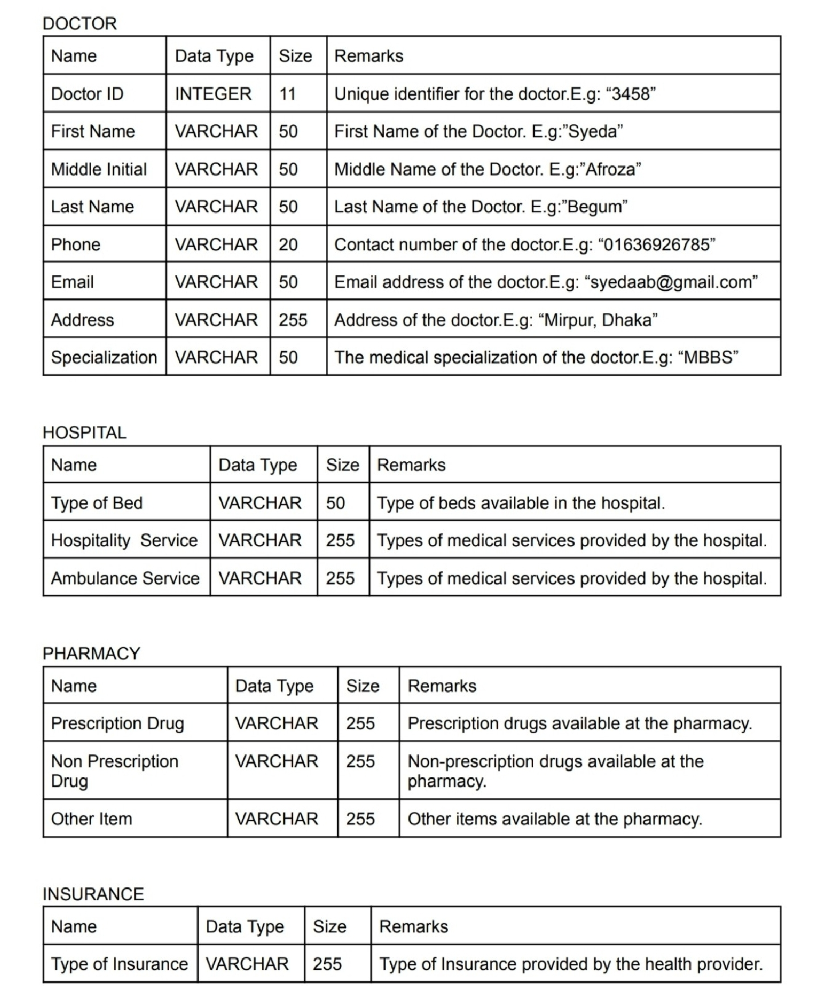 DOCTOR
Name Data Type Size Remarks
Doctor ID INTEGER 11 Unique identifier for the doctor.E.g: “3458”
First Name VARCHAR 50 First Name of the Doctor. E.g:”Syeda”
Middle Initial VARCHAR 50 Middle Name of the Doctor. E.g:”Afroza”
Last Name VARCHAR 50 Last Name of the Doctor. E.g:”Begum”
Phone VARCHAR 20 Contact number of the doctor.E.g: “01636926785”
Email VARCHAR 50 Email address of the doctor.E.g: “syedaab@gmail.com”
Address VARCHAR 255 Address of the doctor.E.g: “Mirpur, Dhaka”
Specialization VARCHAR 50 The medical specialization of the doctor.E.g: “MBBS”
HOSPITAL
Name Data Type Size Remarks
Type of Bed VARCHAR 50 Type of beds available in the hospital.
Hospitality Service VARCHAR 255 Types of medical services provided by the hospital.
Ambulance Service VARCHAR 255 Types of medical services provided by the hospital.
PHARMACY
Name Data Type Size Remarks
Prescription Drug VARCHAR 255 Prescription drugs available at the pharmacy.
Non Prescription VARCHAR 255 Non-prescription drugs available at the
Drug pharmacy.
Other Item VARCHAR 255 Other items available at the pharmacy.
INSURANCE
Name Data Type Size Remarks
Type of Insurance VARCHAR 255 Type of Insurance provided by the health provider.